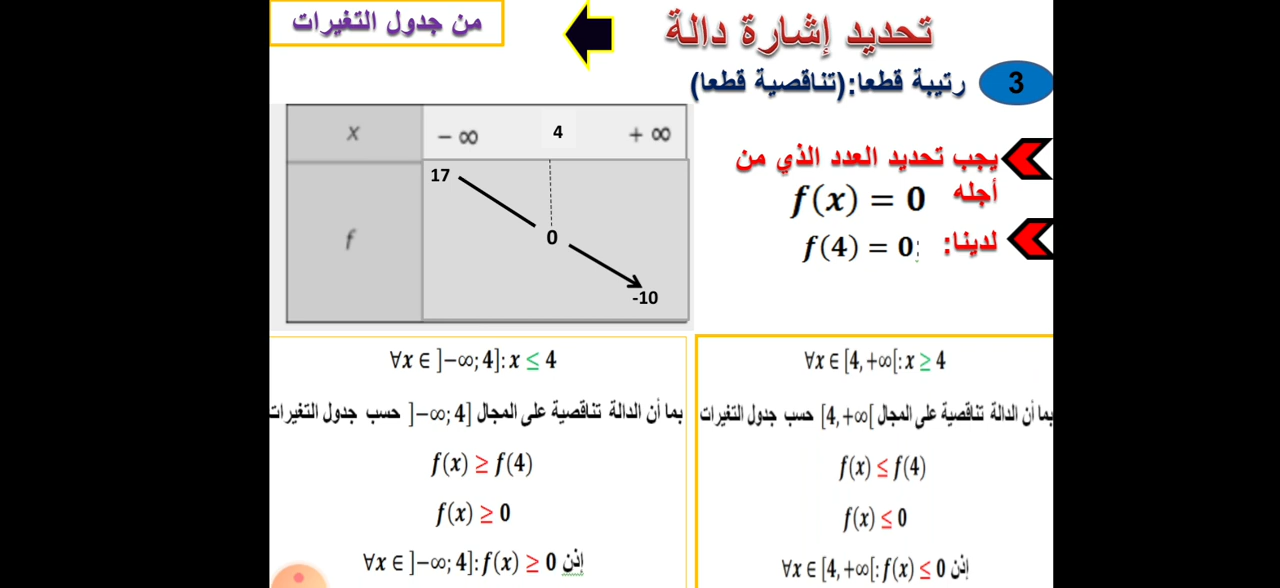 تحديد إشارة دالة
من جدول التغيرات
3 رتيبة قطعا:(تناقصية قطعا)
x −∞ 4 +∞
f 17 0 -10
يجب تحديد العدد الذي من
أجله f(x) = 0
لدينا: f(4) = 0;
∀x ∈ [4, +∞[: x ≥ 4
بما أن الدالة تناقصية على المجال [4, +∞[ حسب جدول التغيرات
f(x) ≤ f(4)
f(x) ≤ 0
إذن ∀x ∈ [4, +∞[: f(x) ≤ 0
∀x ∈ ]−∞; 4]: x ≤ 4
بما أن الدالة تناقصية على المجال ]−∞; 4] حسب جدول التغيرات
f(x) ≥ f(4)
f(x) ≥ 0
إذن ∀x ∈ ]−∞; 4]: f(x) ≥ 0